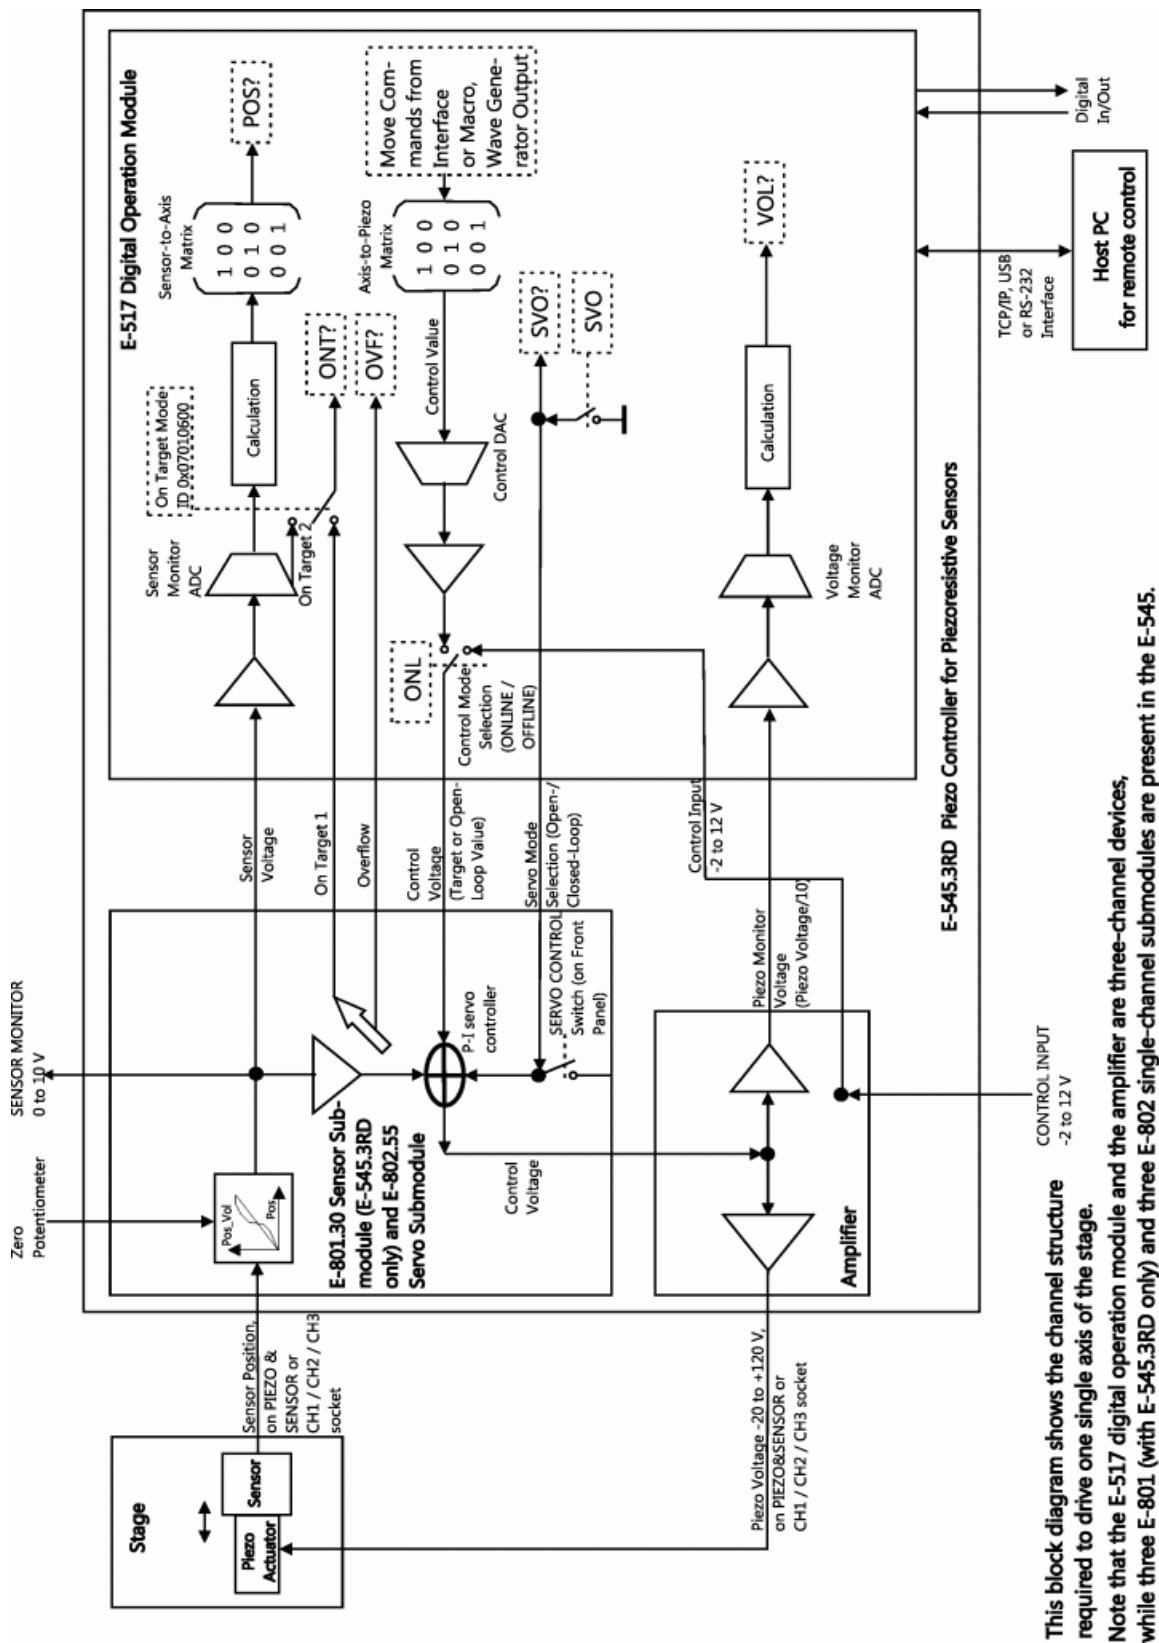 Stage
Piezo
Actuator
Sensor
Sensor Position,
on PIEZO &
SENSOR or
CH1 / CH2 / CH3
socket
Piezo Voltage -20 to +120 V,
on PIEZO&SENSOR or
CH1 / CH2 / CH3 socket
Zero
Potentiometer
SENSOR MONITOR
0 to 10 V
Pos_Vol
Pos
E-801.30 Sensor Sub-
module (E-545.3RD
only) and E-802.55
Servo Submodule
P-I servo
controller
SERVO CONTROL
Switch (on Front
Panel)
Control
Voltage
Amplifier
CONTROL INPUT
-2 to 12 V
Sensor
Voltage
On Target 1
Overflow
Control
Voltage
(Target or Open-
Loop Value)
Servo Mode
Selection (Open-/
Closed-Loop)
Control Input
-2 to 12 V
Piezo Monitor
Voltage
(Piezo Voltage/10)
E-517 Digital Operation Module
Sensor
Monitor
ADC
On Target 2
On Target Mode
ID 0x07010600
Calculation
Sensor-to-Axis
Matrix
1 0 0
0 1 0
0 0 1
POS?
ONT?
OVF?
ONL
Control Mode
Selection
(ONLINE /
OFFLINE)
Control DAC
Control Value
Axis-to-Piezo
Matrix
1 0 0
0 1 0
0 0 1
Move Com-
mands from
Interface
or Macro,
Wave Gene-
rator Output
SVO?
SVO
Voltage
Monitor
ADC
Calculation
VOL?
E-545.3RD Piezo Controller for Piezoresistive Sensors
TCP/IP, USB
or RS-232
Interface
Host PC
for remote control
Digital
In/Out
This block diagram shows the channel structure
required to drive one single axis of the stage.
Note that the E-517 digital operation module and the amplifier are three-channel devices,
while three E-801 (with E-545.3RD only) and three E-802 single-channel submodules are present in the E-545.